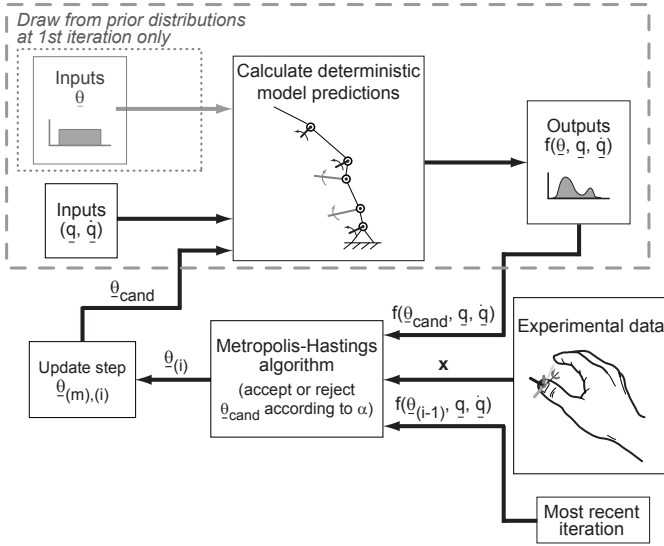 Draw from prior distributions
at 1st iteration only
Inputs
θ
Calculate deterministic
model predictions
Outputs
f(θ, q, q̇)
Inputs
(q, q̇)
θcand
f(θcand, q, q̇)
Experimental data
Update step
θ(m),(i)
θ(i)
Metropolis-Hastings
algorithm
(accept or reject
θcand according to α)
x
f(θ(i-1), q, q̇)
Most recent
iteration